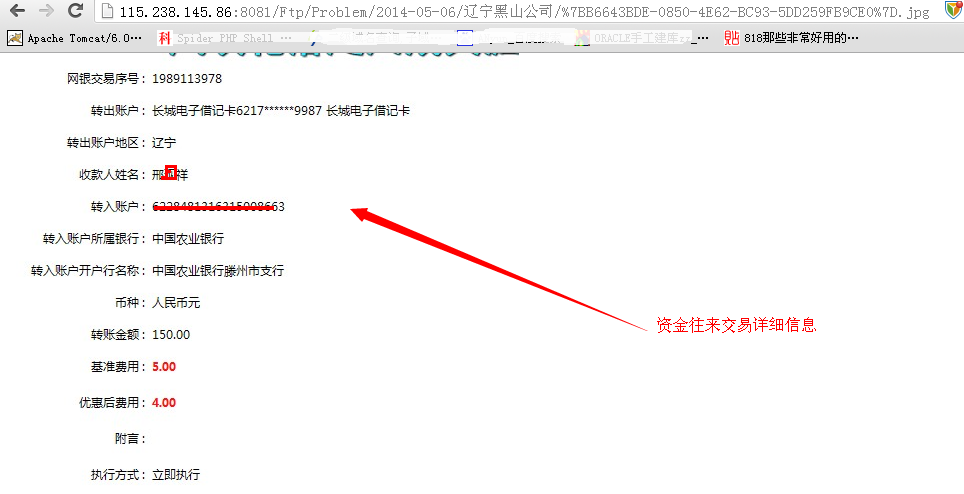 115.238.145.86:8081/Ftp/Problem/2014-05-06/辽宁黑山公司/%7BB6643BDE-0850-4E62-BC93-5DD259FB9CE0%7D.jpg
Apache Tomcat/6.0… Spider PHP Shell … ORACLE手工建库 … 818那些非常好用的…
网银交易序号： 1989113978
转出账户： 长城电子借记卡6217******9987 长城电子借记卡
转出账户地区： 辽宁
收款人姓名： 邢 祥
转入账户： 63
转入账户所属银行： 中国农业银行
转入账户开户行名称： 中国农业银行滕州市支行
币种： 人民币元
转账金额： 150.00
资金往来交易详细信息
基准费用： 5.00
优惠后费用： 4.00
附言：
执行方式： 立即执行